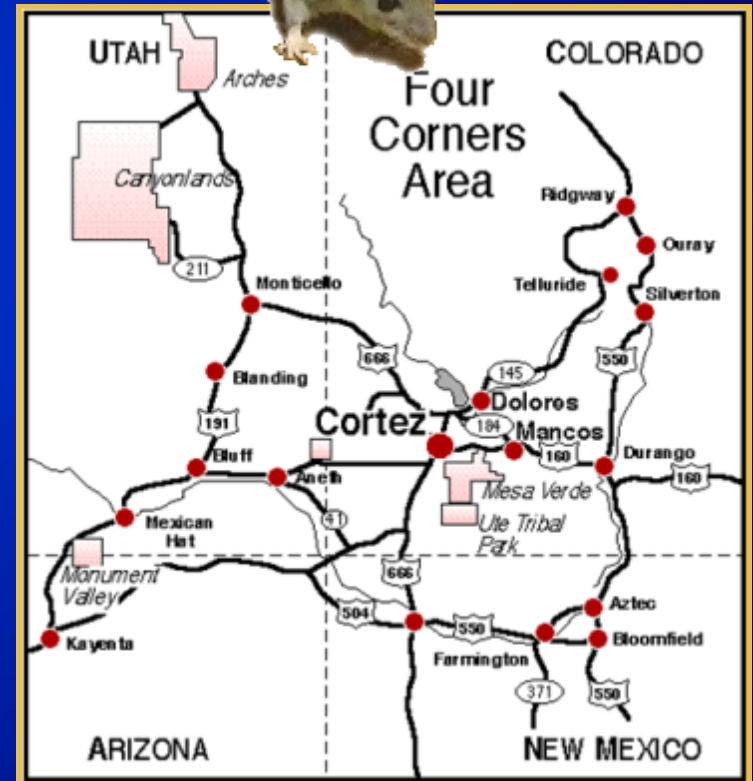 UTAH
COLORADO
Arches
Four
Corners
Area
Canyonlands
Ridgway
Ouray
211
Telluride
Monticello
Silverton
666
550
145
Blanding
Dolores
191
Cortez
184
Mancos
Bluff
160
Durango
Aneth
160
Mesa Verde
Mexican
Hat
41
Ute Tribal
Park
Monument
Valley
666
504
550
Aztec
Kayenta
Farmington
Bloomfield
371
550
ARIZONA
NEW MEXICO